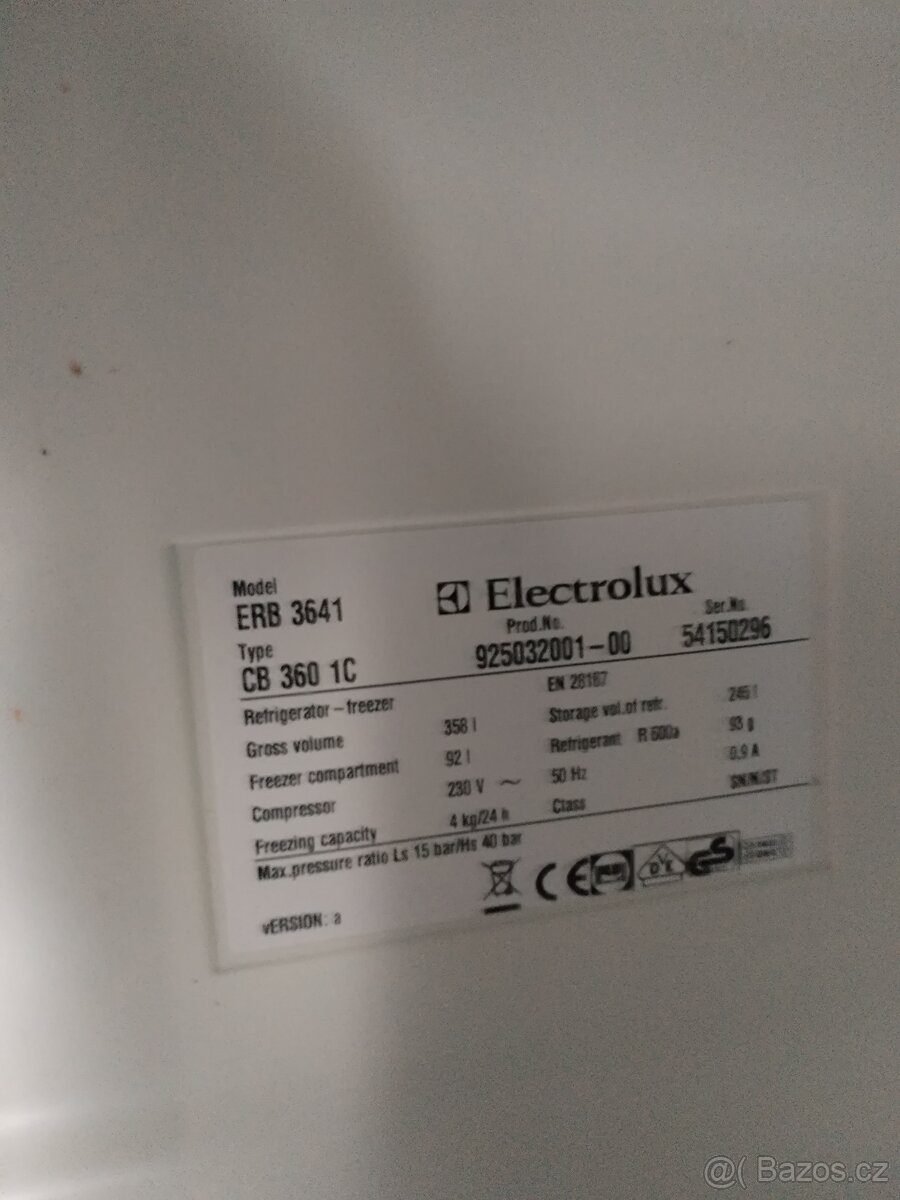 Model
ERB 3641
Electrolux
Type
CB 360 1C
Prod.No.
925032001-00
Ser.No.
54150296
Refrigerator-freezer EN 28187
Gross volume 358 l Storage vol.of refr. 245 l
Freezer compartment 92 l Refrigerant R 600a 93 g
Compressor 230 V ~ 50 Hz 0.9 A
Freezing capacity 4 kg/24 h Class SN/N/ST
Max.pressure ratio Ls 15 bar/Hs 40 bar
vERSION: a
CE
DVE
GS
@( Bazos.cz